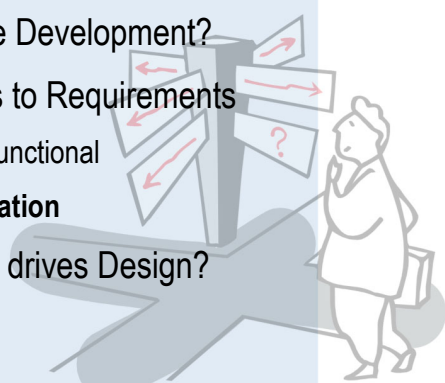 e Development?
s to Requirements
unctional
ation
drives Design?
?